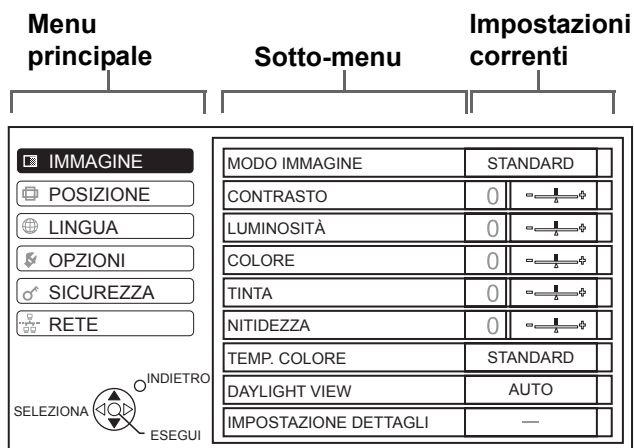 Menu
principale
Sotto-menu
Impostazioni
correnti
IMMAGINE
POSIZIONE
LINGUA
OPZIONI
SICUREZZA
RETE
INDIETRO
SELEZIONA
ESEGUI
MODO IMMAGINE STANDARD
CONTRASTO 0
LUMINOSITÀ 0
COLORE 0
TINTA 0
NITIDEZZA 0
TEMP. COLORE STANDARD
DAYLIGHT VIEW AUTO
IMPOSTAZIONE DETTAGLI —